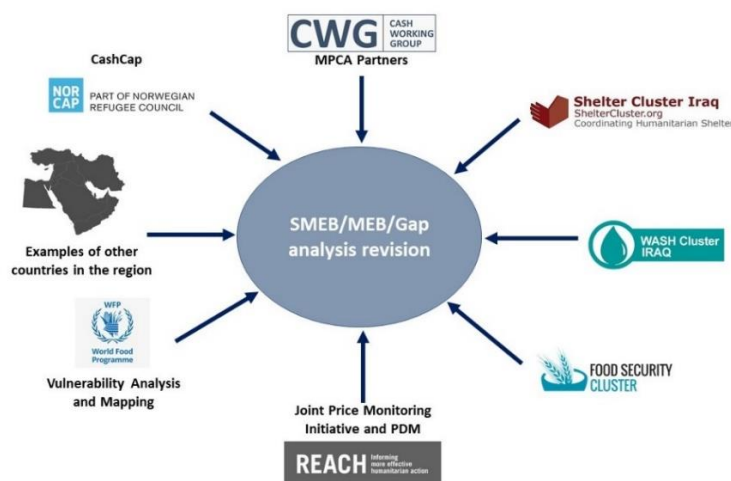 CWG
CASH
WORKING
GROUP
MPCA Partners
CashCap
NOR
CAP
PART OF NORWEGIAN
REFUGEE COUNCIL
Shelter Cluster Iraq
ShelterCluster.org
Coordinating Humanitarian Shelter
SMEB/MEB/Gap
analysis revision
Examples of other
countries in the region
WASH Cluster
IRAQ
WFP
World Food
Programme
Vulnerability Analysis
and Mapping
FOOD SECURITY
CLUSTER
Joint Price Monitoring
Initiative and PDM
REACH
Informing
more effective
humanitarian action